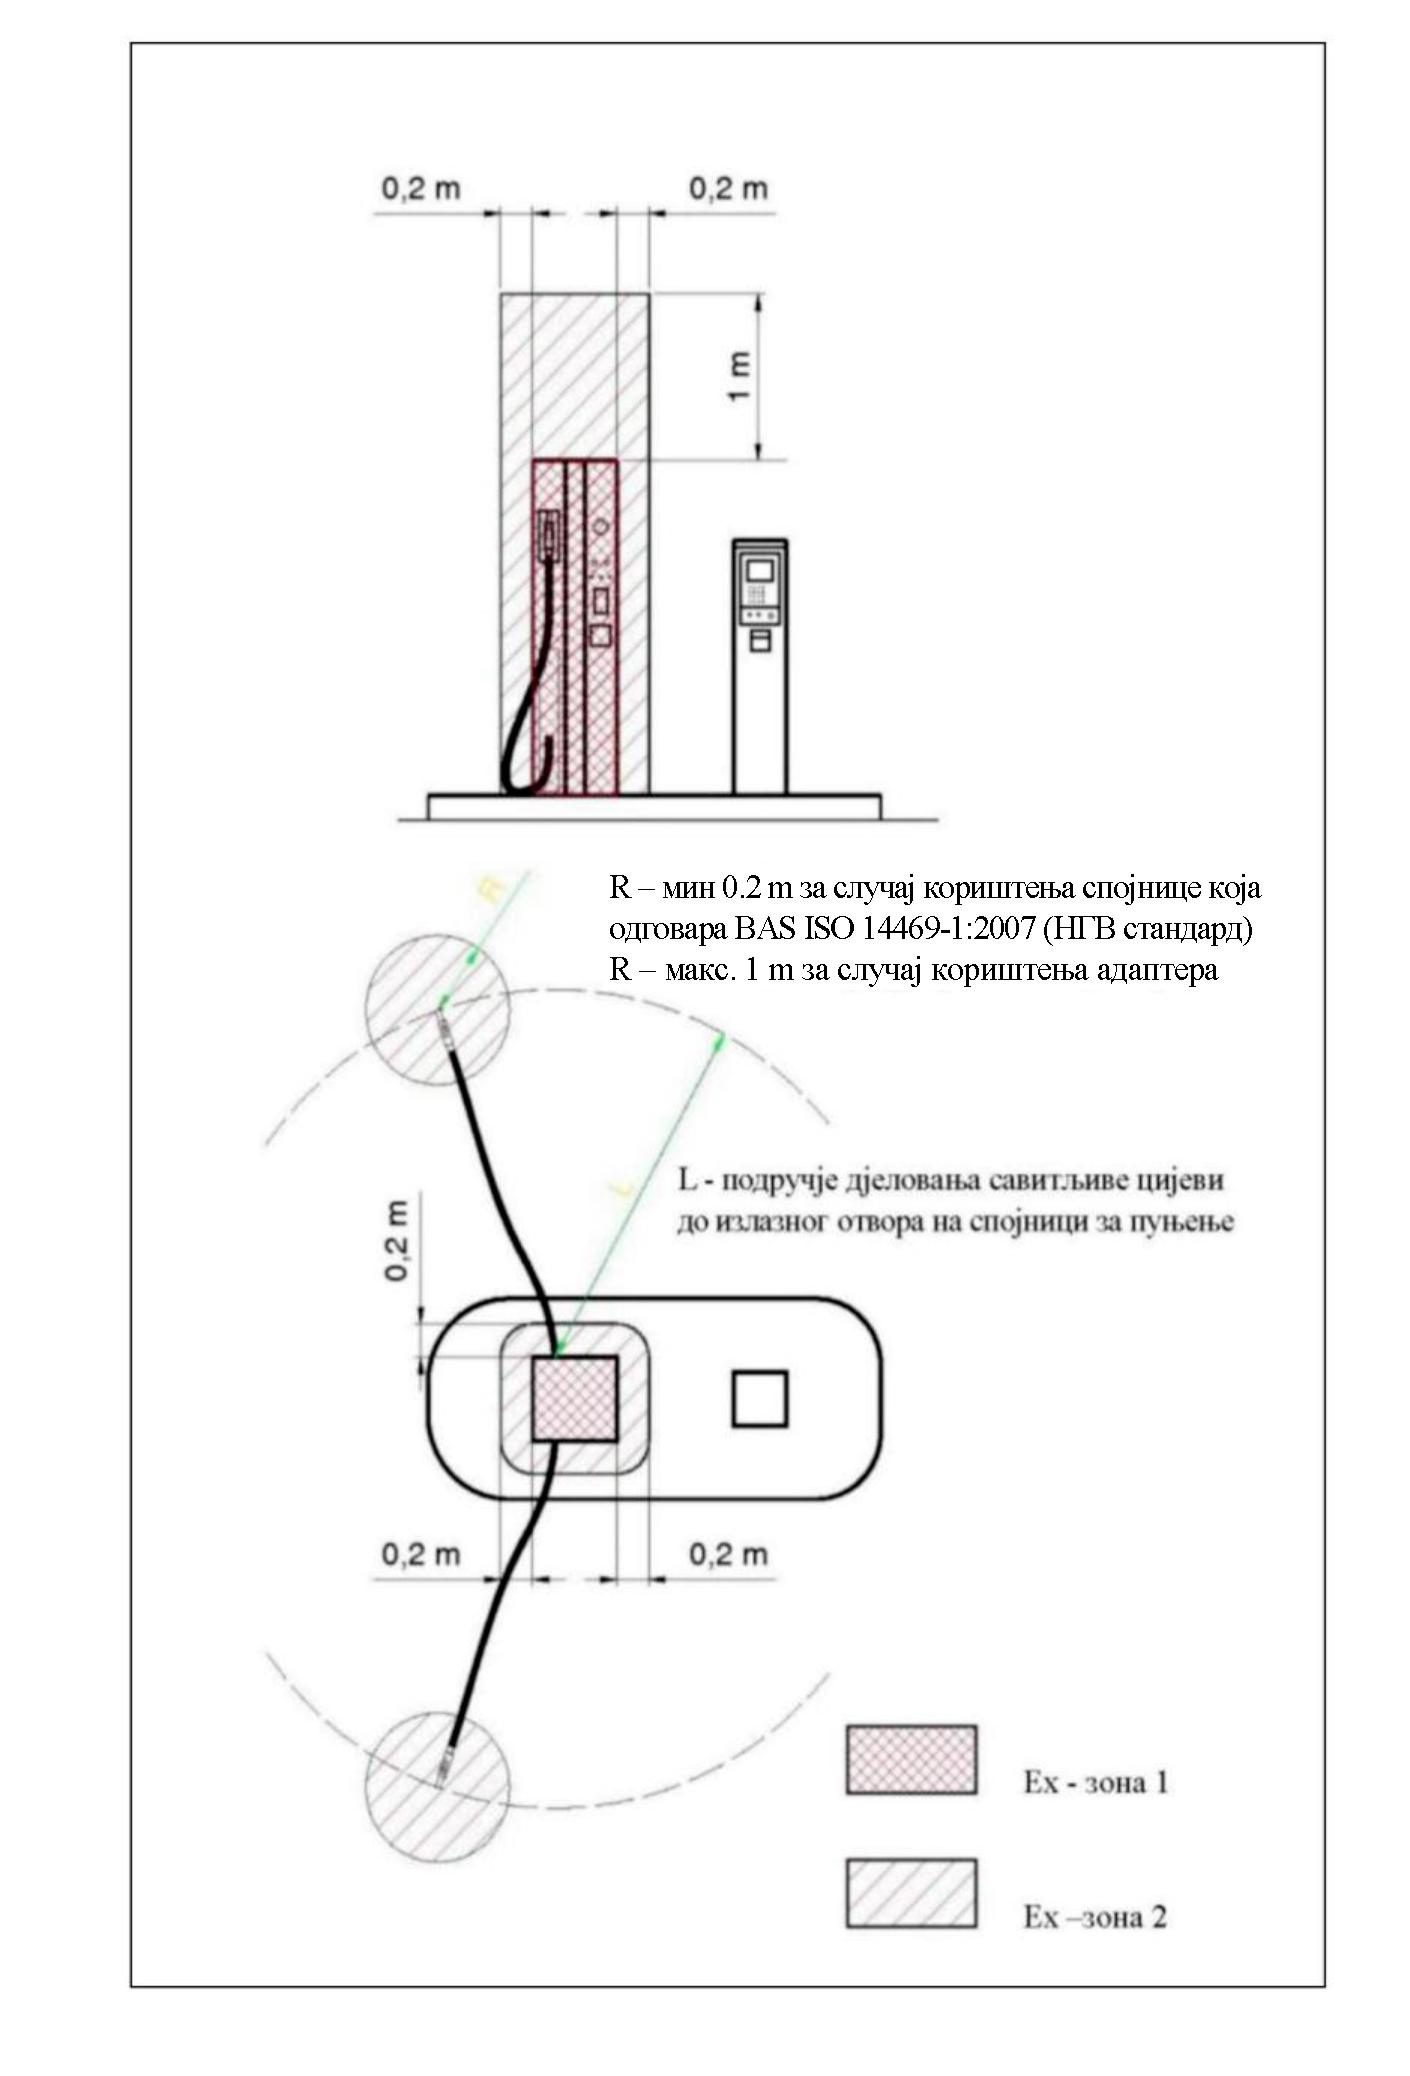 0,2 m
0,2 m
1 m
R
R – мин 0.2 m за случај кориштења спојнице која
одговара BAS ISO 14469-1:2007 (НГВ стандард)
R – макс. 1 m за случај кориштења адаптера
L
L - подручје дјеловања савитљиве цијеви
до излазног отвора на спојници за пуњење
0,2 m
0,2 m
0,2 m
Ex - зона 1
Ex –зона 2